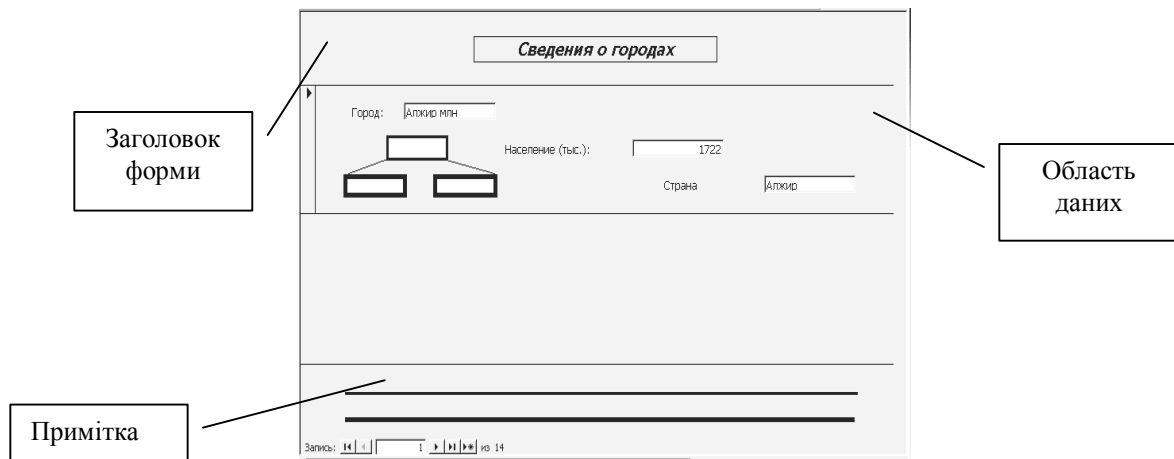 Сведения о городах
Город: Алжир млн
Заголовок
форми
Население (тыс.): 1722
Область
даних
Страна Алжир
Примітка
Запись: 1 из 14